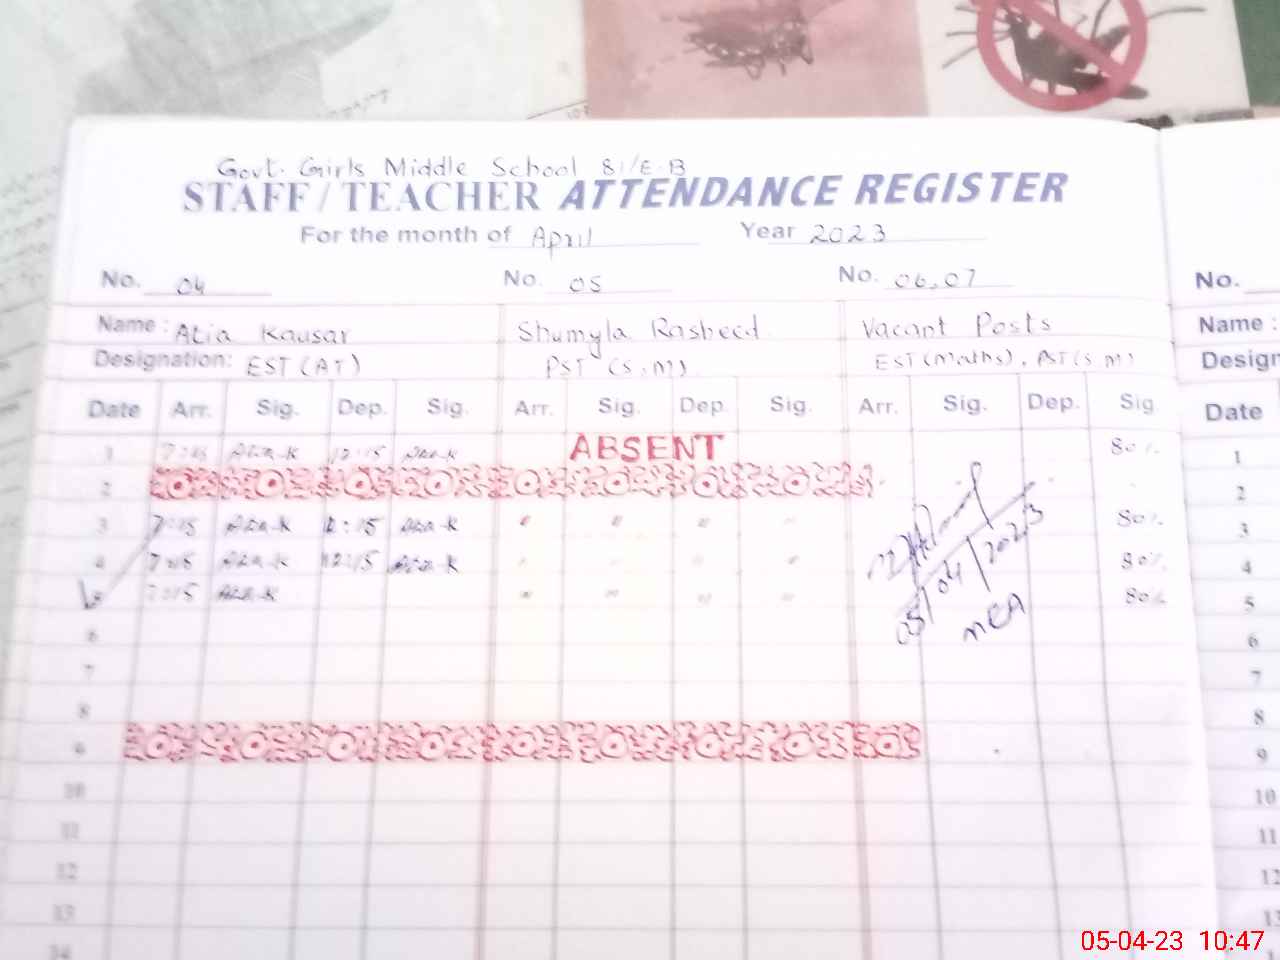 Govt. Girls Middle School 81/E.B
STAFF/TEACHER ATTENDANCE REGISTER
For the month of April Year 2023
No. 04 No. 05 No. 06,07 No.
Name : Atia Kausar Shumyla Rasheed Vacant Posts Name :
Designation: EST (AT) PST (S.M) EST (Maths), PST (S M) Design
Date Arr. Sig. Dep. Sig. Arr. Sig. Dep. Sig. Arr. Sig. Dep. Sig Date
1 12:15 ABSENT 80% 1
2 2
3 7:15 Atia-K 12:15 Atia-K " " " " 80% 3
4 7:15 Atia-K 12:15 Atia-K " " 80% 4
5 7:15 Atia-K " " " " 80% 5
05/04/2023
MEA
6 6
7 7
8 8
9 9
10 10
11 11
12 12
13 13
14
05-04-23 10:47